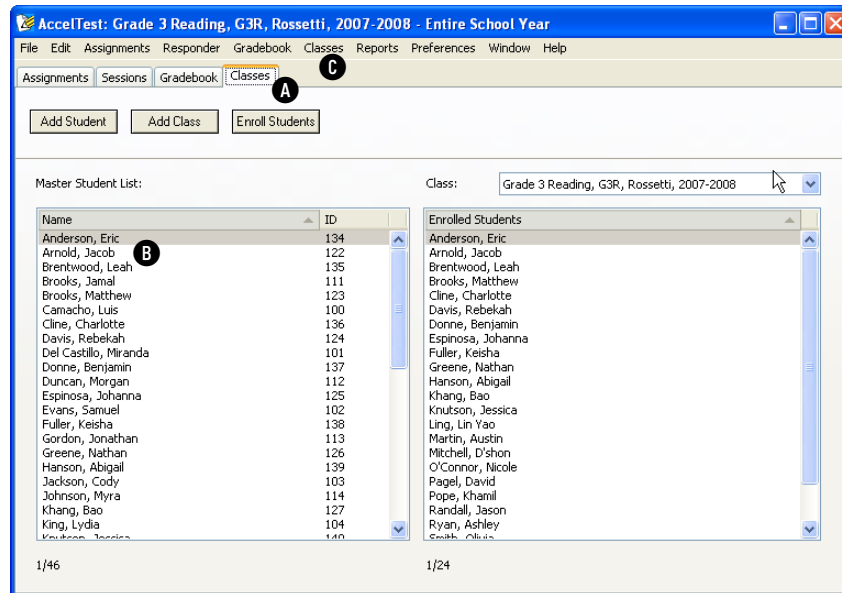 AccelTest: Grade 3 Reading, G3R, Rossetti, 2007-2008 - Entire School Year
File Edit Assignments Responder Gradebook Classes Reports Preferences Window Help
C
Assignments Sessions Gradebook Classes
A
Add Student Add Class Enroll Students
Master Student List:
Class: Grade 3 Reading, G3R, Rossetti, 2007-2008
Name ID
Anderson, Eric 134
Arnold, Jacob 122
B
Brentwood, Leah 135
Brooks, Jamal 111
Brooks, Matthew 123
Camacho, Luis 100
Cline, Charlotte 136
Davis, Rebekah 124
Del Castillo, Miranda 101
Donne, Benjamin 137
Duncan, Morgan 112
Espinosa, Johanna 125
Evans, Samuel 102
Fuller, Keisha 138
Gordon, Jonathan 113
Greene, Nathan 126
Hanson, Abigail 139
Jackson, Cody 103
Johnson, Myra 114
Khang, Bao 127
King, Lydia 104
Knutson, Jessica 140
1/46
Enrolled Students
Anderson, Eric
Arnold, Jacob
Brentwood, Leah
Brooks, Matthew
Cline, Charlotte
Davis, Rebekah
Donne, Benjamin
Espinosa, Johanna
Fuller, Keisha
Greene, Nathan
Hanson, Abigail
Khang, Bao
Knutson, Jessica
Ling, Lin Yao
Martin, Austin
Mitchell, D'shon
O'Connor, Nicole
Pagel, David
Pope, Khamil
Randall, Jason
Ryan, Ashley
Smith, Olivia
1/24